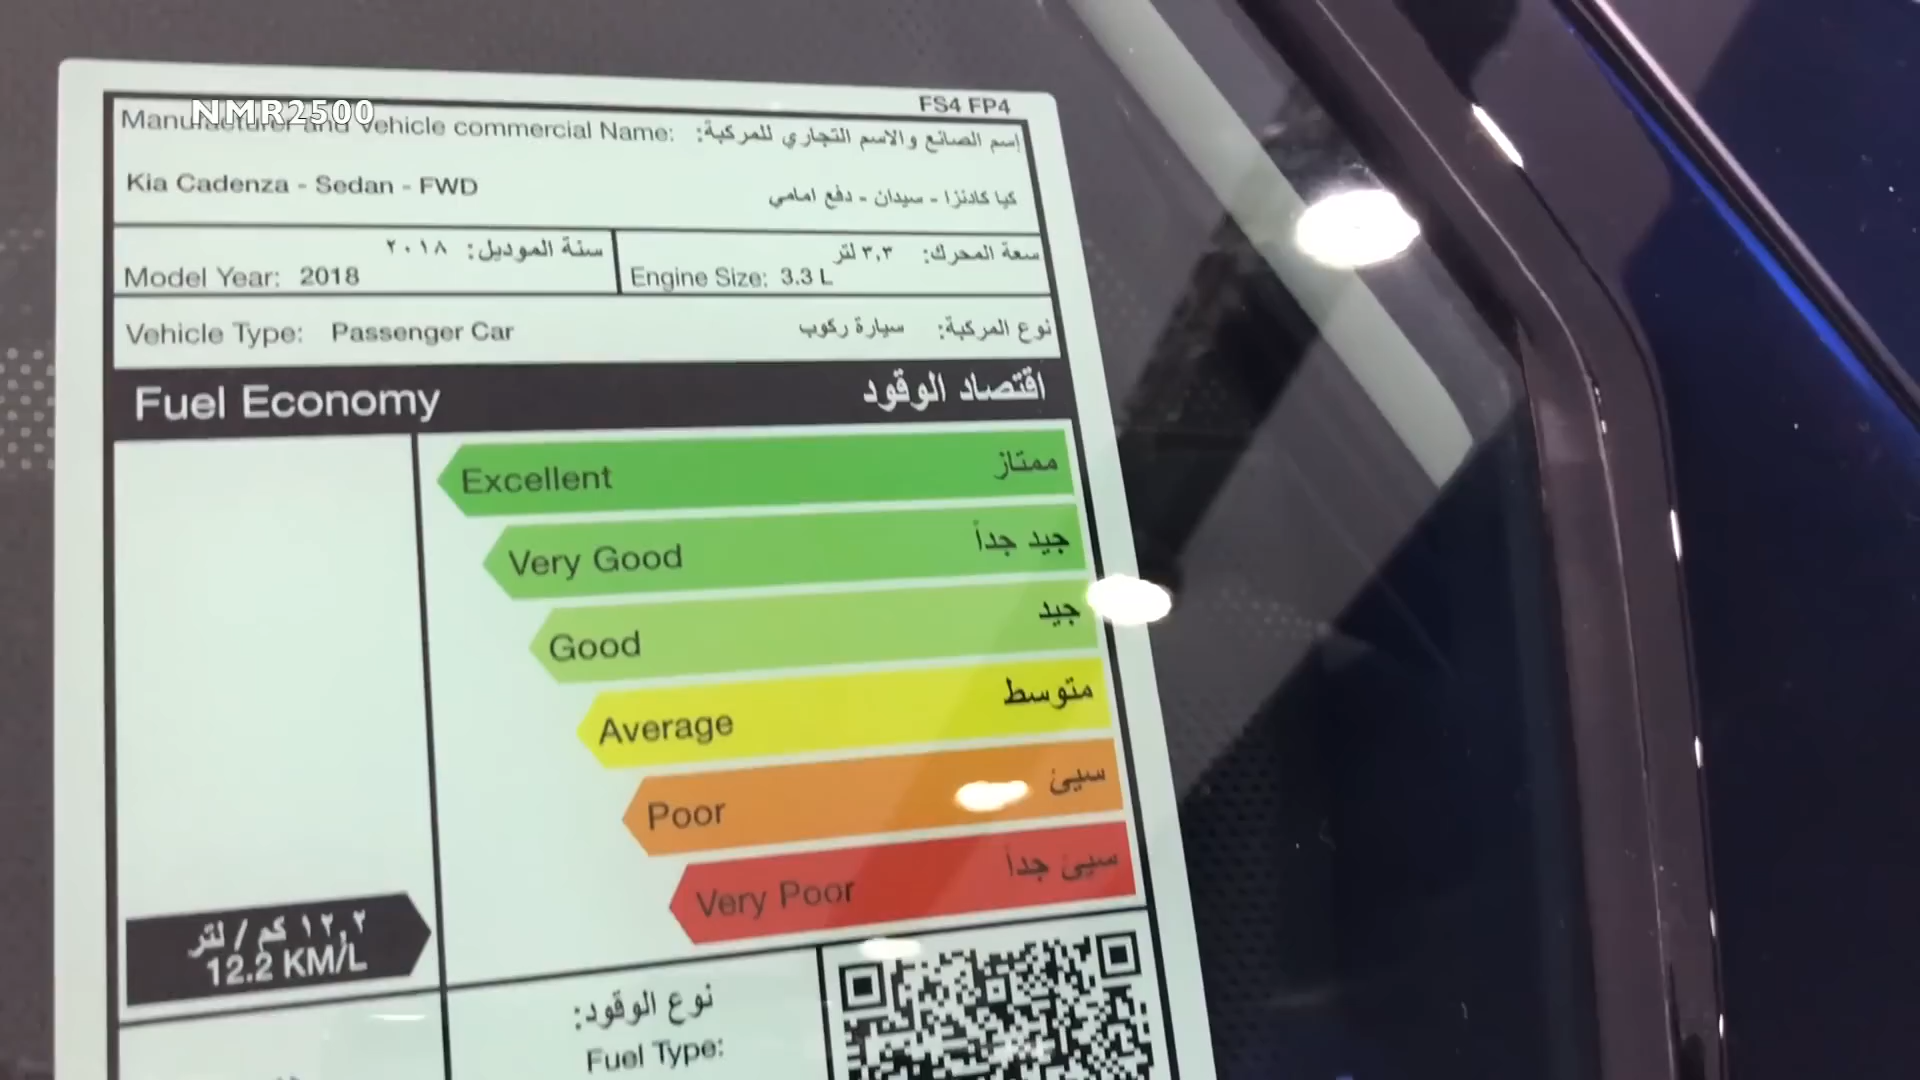 NMR2500
FS4 FP4
Manufacturer and Vehicle commercial Name: إسم الصانع والاسم التجاري للمركبة:
Kia Cadenza - Sedan - FWD كيا كادنزا - سيدان - دفع امامي
سنة الموديل: ٢٠١٨
Model Year: 2018
سعة المحرك: ٣,٣ لتر
Engine Size: 3.3 L
Vehicle Type: Passenger Car نوع المركبة: سيارة ركوب
Fuel Economy اقتصاد الوقود
Excellent ممتاز
Very Good جيد جداً
Good جيد
Average متوسط
Poor سيئ
Very Poor سيئ جداً
١٢,٢ كم / لتر
12.2 KM/L
نوع الوقود:
Fuel Type: